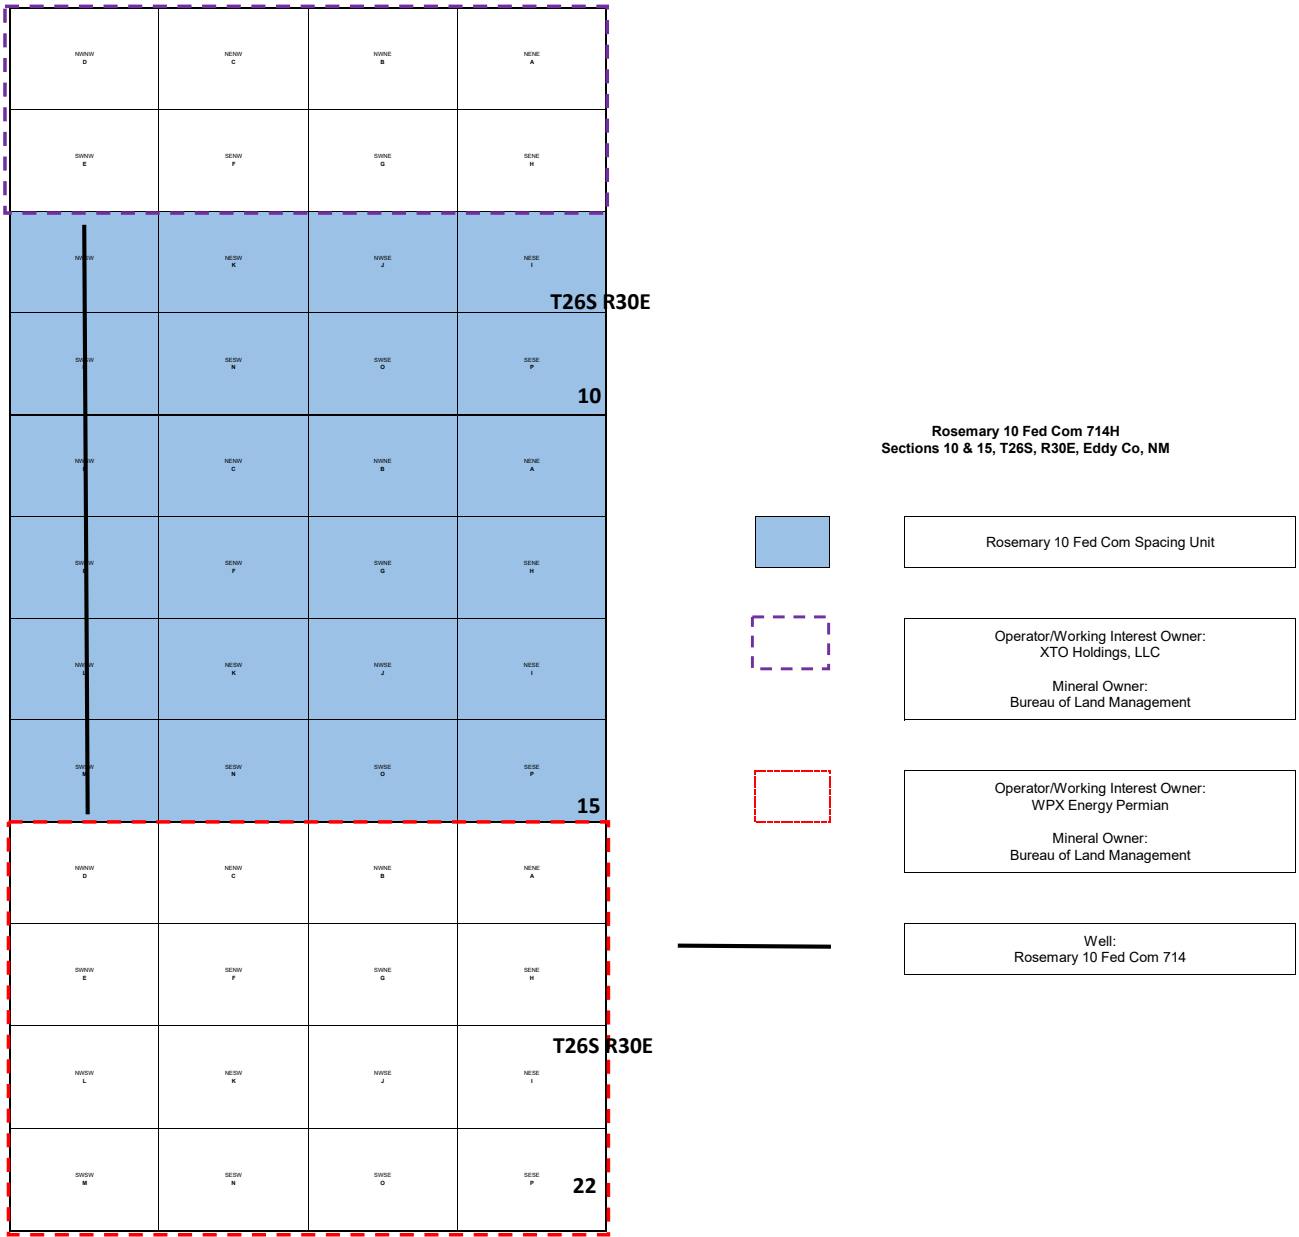 NWNW
D
NENW
C
NWNE
B
NENE
A
SWNW
E
SENW
F
SWNE
G
SENE
H
NESW
K
NWSE
J
NESE
I
T26S R30E
SESW
N
SWSE
O
SESE
P
10
NENW
C
NWNE
B
NENE
A
SENW
F
SWNE
G
SENE
H
NESW
K
NWSE
J
NESE
I
SESW
N
SWSE
O
SESE
P
15
NWNW
D
NENW
C
NWNE
B
NENE
A
SWNW
E
SENW
F
SWNE
G
SENE
H
T26S R30E
NWSW
L
NESW
K
NWSE
J
NESE
I
SWSW
M
SESW
N
SWSE
O
SESE
P
22
Rosemary 10 Fed Com 714H
Sections 10 & 15, T26S, R30E, Eddy Co, NM
Rosemary 10 Fed Com Spacing Unit
Operator/Working Interest Owner:
XTO Holdings, LLC
Mineral Owner:
Bureau of Land Management
Operator/Working Interest Owner:
WPX Energy Permian
Mineral Owner:
Bureau of Land Management
Well:
Rosemary 10 Fed Com 714